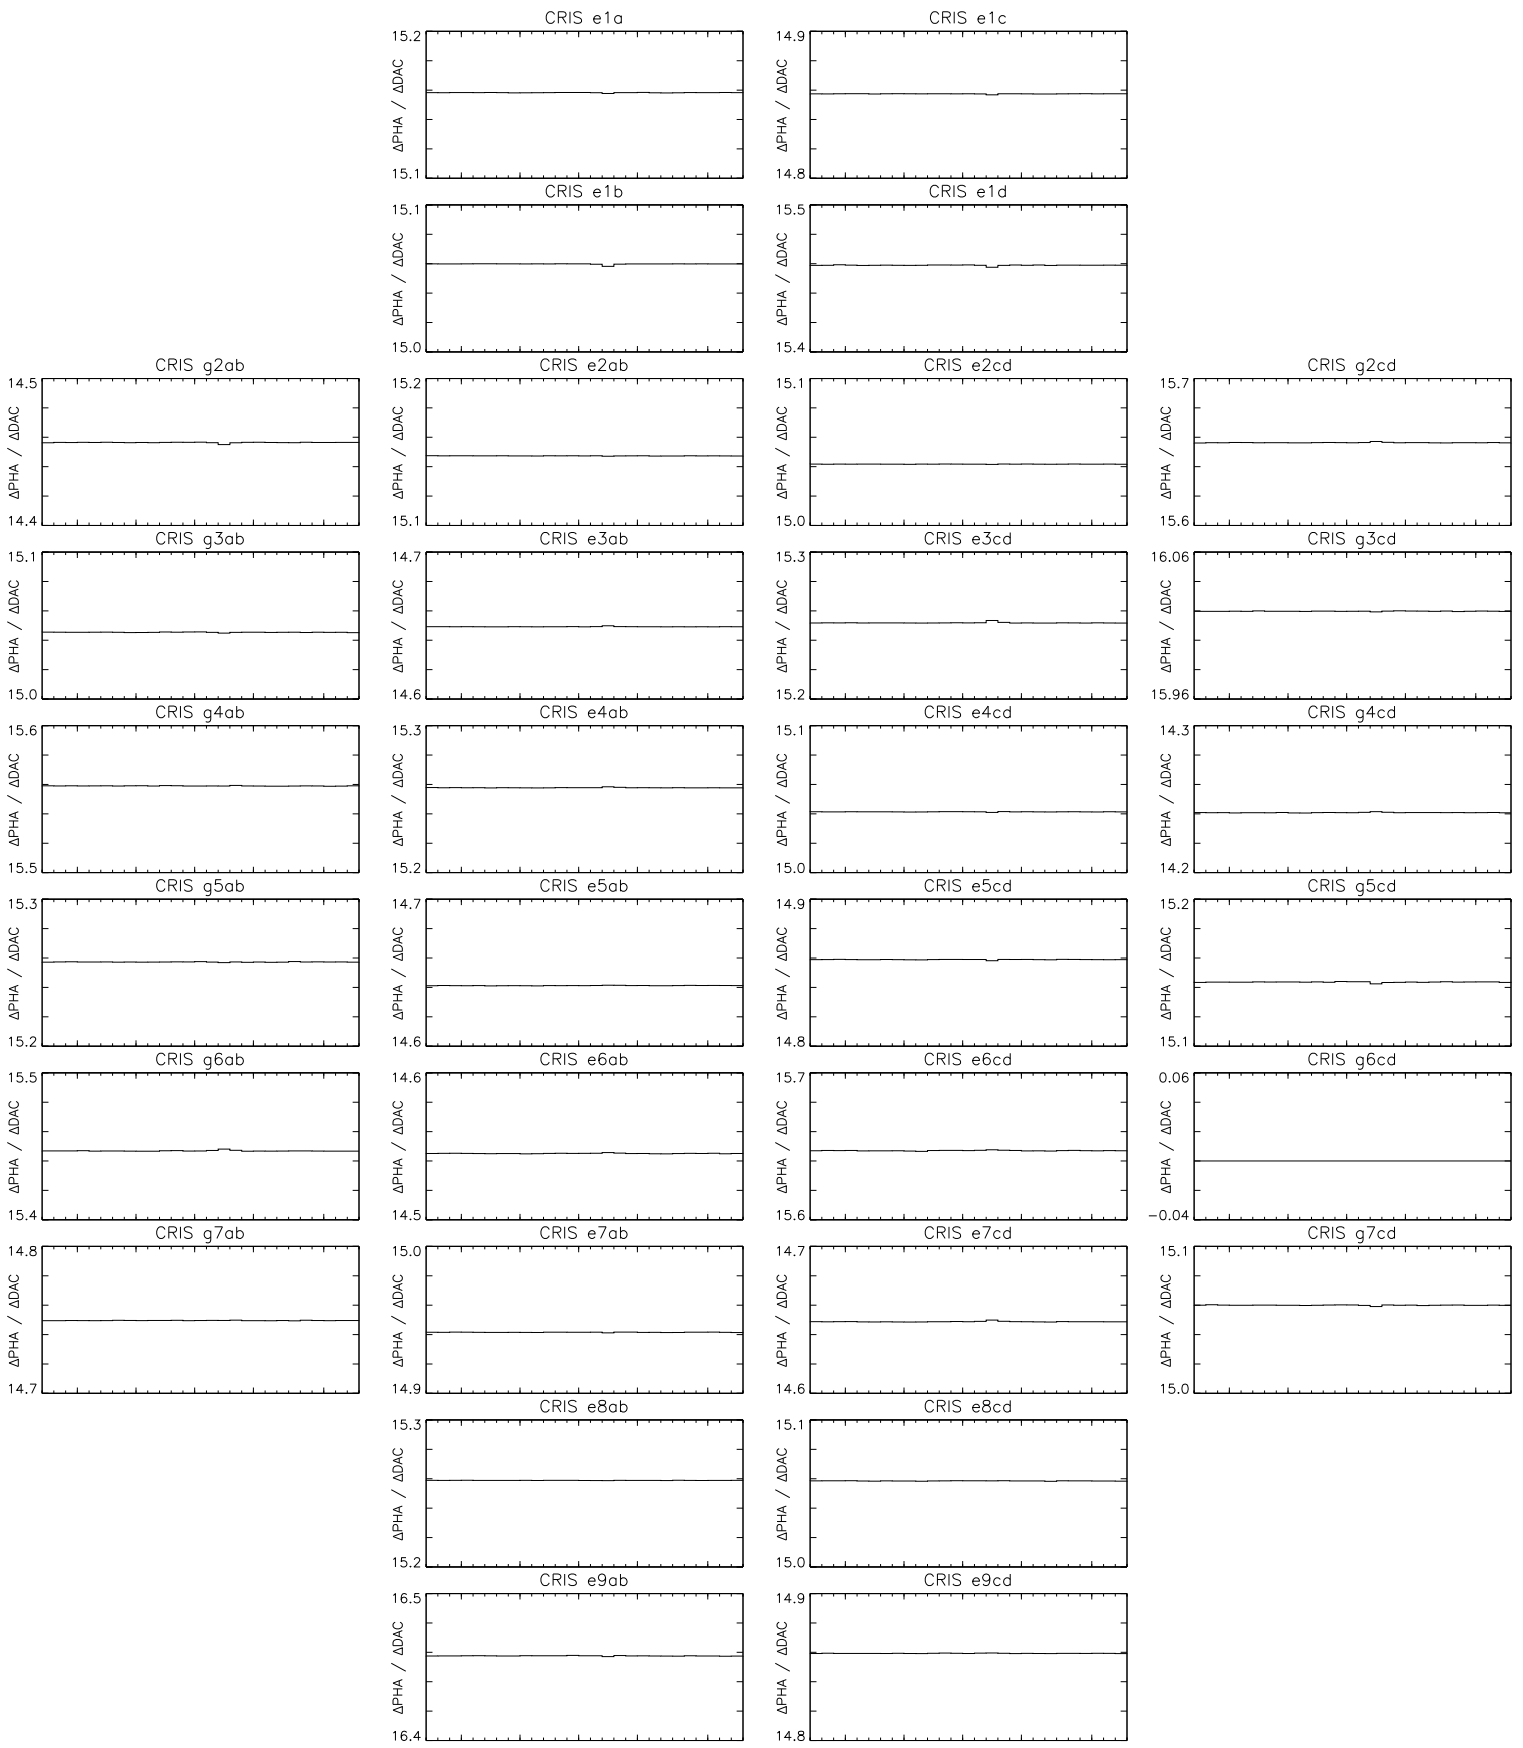 CRIS e1a
15.2
ΔPHA / ΔDAC
15.1
CRIS e1c
14.9
ΔPHA / ΔDAC
14.8
CRIS e1b
15.1
ΔPHA / ΔDAC
15.0
CRIS e1d
15.5
ΔPHA / ΔDAC
15.4
CRIS g2ab
14.5
ΔPHA / ΔDAC
14.4
CRIS e2ab
15.2
ΔPHA / ΔDAC
15.1
CRIS e2cd
15.1
ΔPHA / ΔDAC
15.0
CRIS g2cd
15.7
ΔPHA / ΔDAC
15.6
CRIS g3ab
15.1
ΔPHA / ΔDAC
15.0
CRIS e3ab
14.7
ΔPHA / ΔDAC
14.6
CRIS e3cd
15.3
ΔPHA / ΔDAC
15.2
CRIS g3cd
16.06
ΔPHA / ΔDAC
15.96
CRIS g4ab
15.6
ΔPHA / ΔDAC
15.5
CRIS e4ab
15.3
ΔPHA / ΔDAC
15.2
CRIS e4cd
15.1
ΔPHA / ΔDAC
15.0
CRIS g4cd
14.3
ΔPHA / ΔDAC
14.2
CRIS g5ab
15.3
ΔPHA / ΔDAC
15.2
CRIS e5ab
14.7
ΔPHA / ΔDAC
14.6
CRIS e5cd
14.9
ΔPHA / ΔDAC
14.8
CRIS g5cd
15.2
ΔPHA / ΔDAC
15.1
CRIS g6ab
15.5
ΔPHA / ΔDAC
15.4
CRIS e6ab
14.6
ΔPHA / ΔDAC
14.5
CRIS e6cd
15.7
ΔPHA / ΔDAC
15.6
CRIS g6cd
0.06
ΔPHA / ΔDAC
−0.04
CRIS g7ab
14.8
ΔPHA / ΔDAC
14.7
CRIS e7ab
15.0
ΔPHA / ΔDAC
14.9
CRIS e7cd
14.7
ΔPHA / ΔDAC
14.6
CRIS g7cd
15.1
ΔPHA / ΔDAC
15.0
CRIS e8ab
15.3
ΔPHA / ΔDAC
15.2
CRIS e8cd
15.1
ΔPHA / ΔDAC
15.0
CRIS e9ab
16.5
ΔPHA / ΔDAC
16.4
CRIS e9cd
14.9
ΔPHA / ΔDAC
14.8